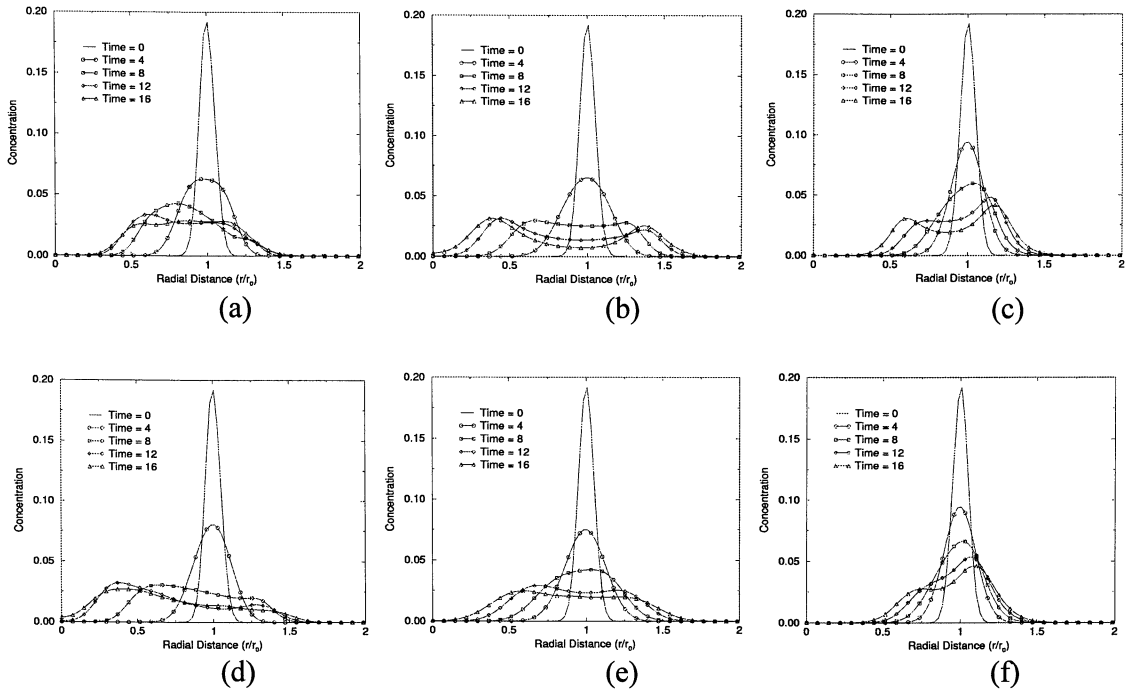 0.20
0.15
0.10
0.05
0.00
Concentration
Time = 0
Time = 4
Time = 8
Time = 12
Time = 16
0 0.5 1 1.5 2
Radial Distance (r/r₀)
(a)
0.20
0.15
0.10
0.05
0.00
Concentration
Time = 0
Time = 4
Time = 8
Time = 12
Time = 16
0 0.5 1 1.5 2
Radial Distance (r/r₀)
(b)
0.20
0.15
0.10
0.05
0.00
Concentration
Time = 0
Time = 4
Time = 8
Time = 12
Time = 16
0 0.5 1 1.5 2
Radial Distance (r/r₀)
(c)
0.20
0.15
0.10
0.05
0.00
Concentration
Time = 0
Time = 4
Time = 8
Time = 12
Time = 16
0 0.5 1 1.5 2
Radial Distance (r/r₀)
(d)
0.20
0.15
0.10
0.05
0.00
Concentration
Time = 0
Time = 4
Time = 8
Time = 12
Time = 16
0 0.5 1 1.5 2
Radial Distance (r/r₀)
(e)
0.20
0.15
0.10
0.05
0.00
Concentration
Time = 0
Time = 4
Time = 8
Time = 12
Time = 16
0 0.5 1 1.5 2
Radial Distance (r/r₀)
(f)